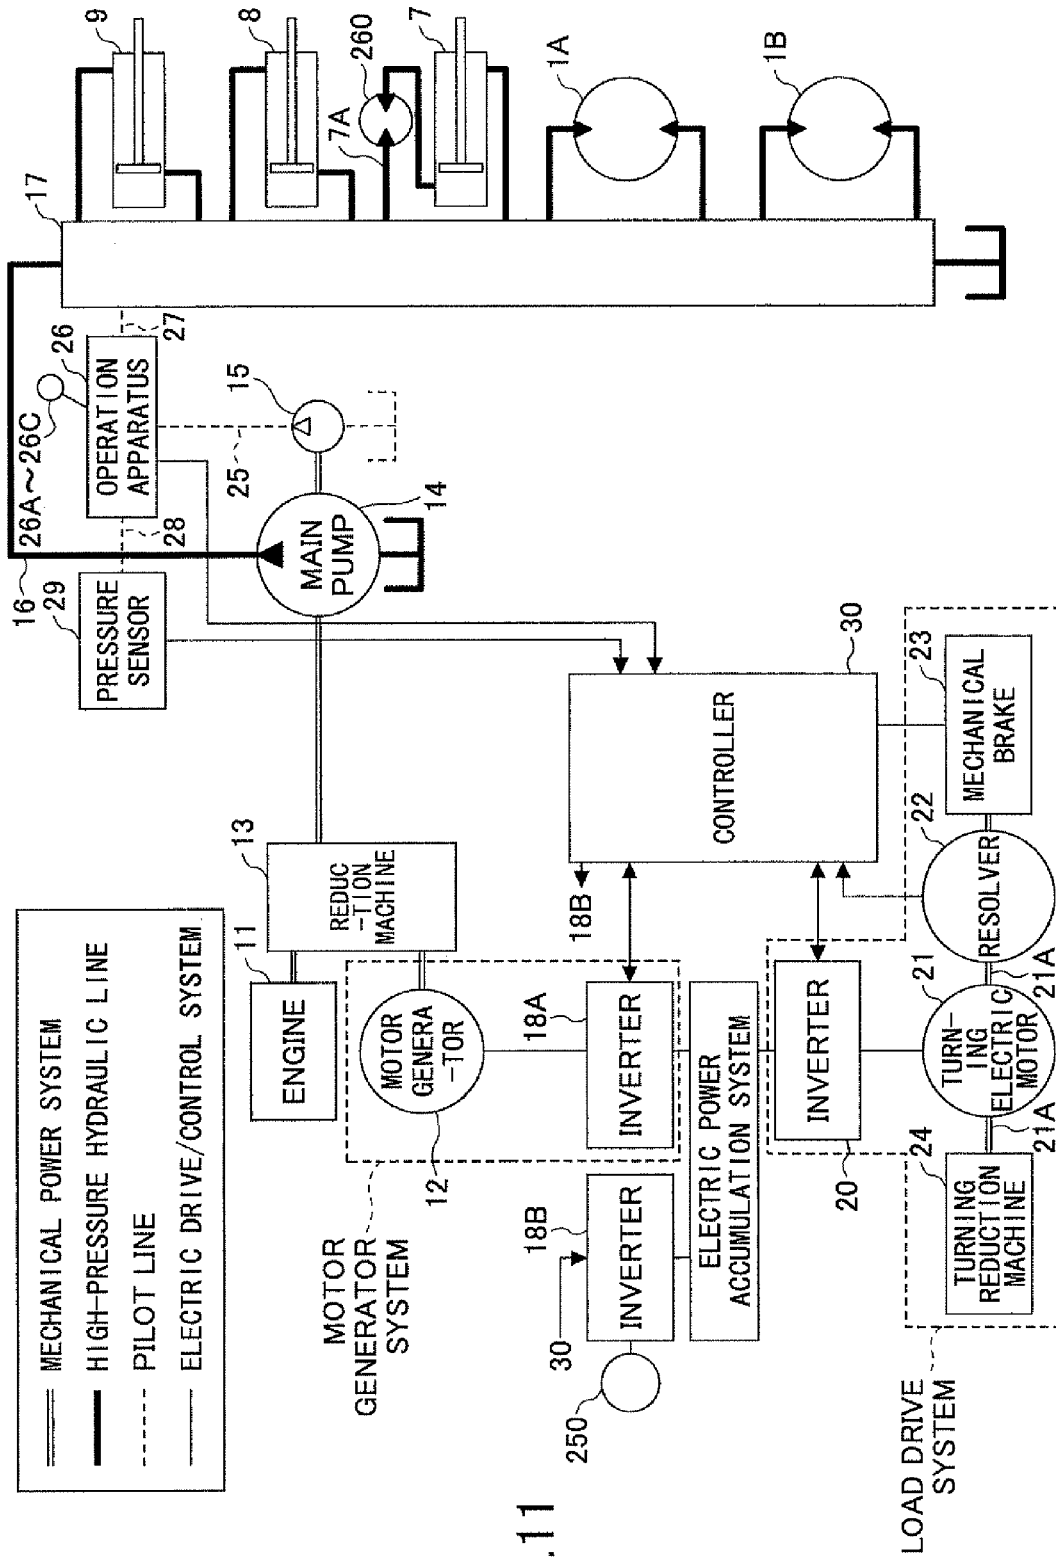 MECHANICAL POWER SYSTEM
HIGH-PRESSURE HYDRAULIC LINE
PILOT LINE
ELECTRIC DRIVE/CONTROL SYSTEM
MOTOR
GENERATOR
SYSTEM
ENGINE
11
REDUC
-TION
MACHINE
13
MOTOR
GENERA
-TOR
12
INVERTER
18A
INVERTER
18B
30
250
ELECTRIC POWER
ACCUMULATION SYSTEM
INVERTER
20
LOAD DRIVE
SYSTEM
TURNING
REDUCTION
MACHINE
24
21A
TURN-
ING
ELECTRIC
MOTOR
21
21A
RESOLVER
22
MECHANICAL
BRAKE
23
CONTROLLER
30
18B
PRESSURE
SENSOR
29
16
28
26A~26C
OPERATION
APPARATUS
26
27
25
15
MAIN
PUMP
14
17
9
8
7A
260
7
1A
1B
.11